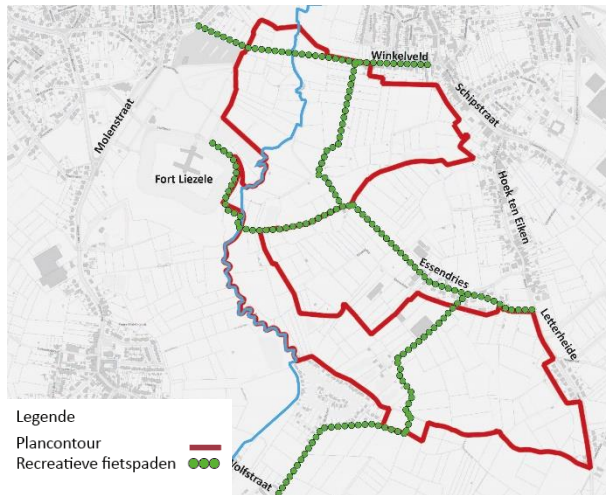 Winkelveld
Schipstraat
Molenstraat
Fort Liezele
Hoek ten Eiken
Essendries
Letterheide
Legende
Plancontour
Recreatieve fietspaden